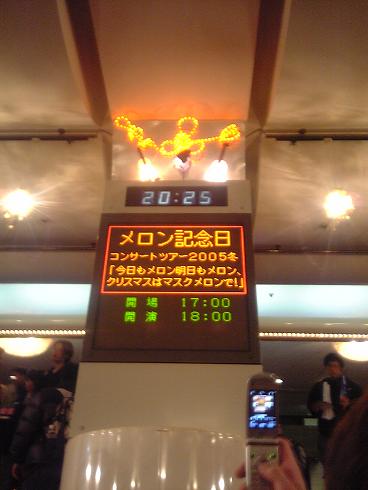 20:25
メロン記念日
コンサートツアー2005冬
「今日もメロン明日もメロン、
クリスマスはマスクメロンで!」
開場 17:00
開演 18:00